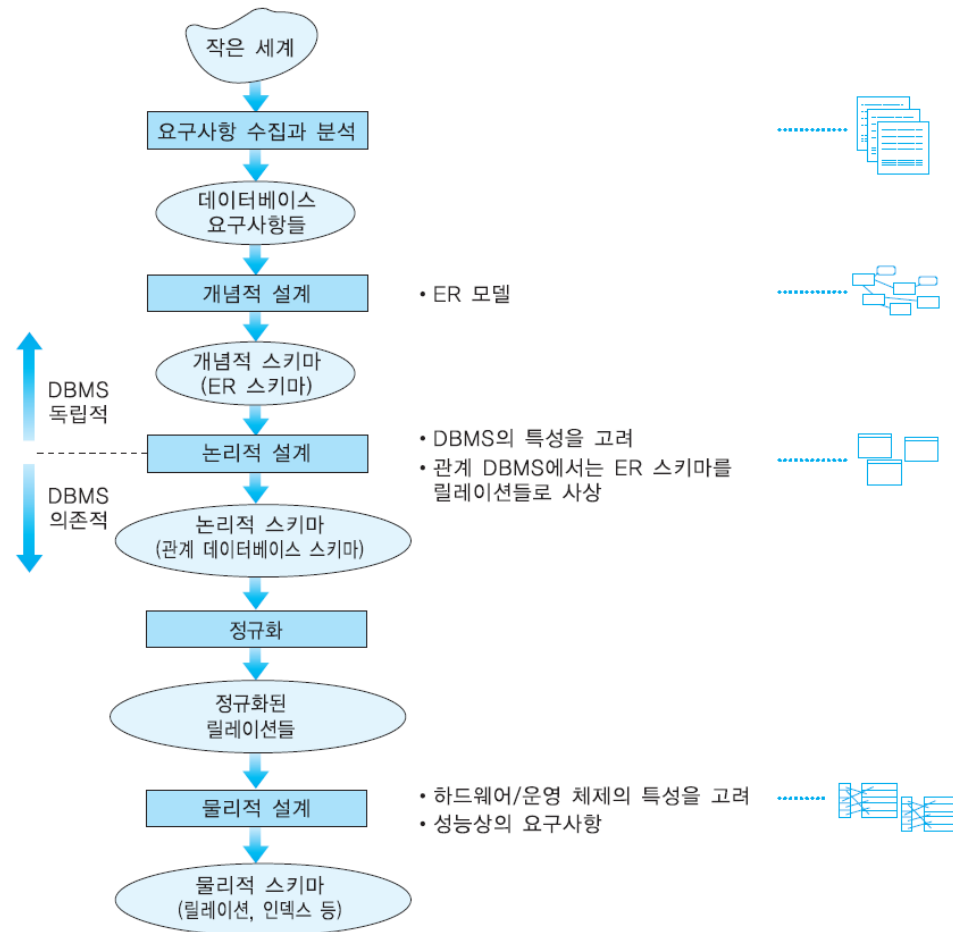 작은 세계
요구사항 수집과 분석
데이터베이스
요구사항들
개념적 설계
• ER 모델
개념적 스키마
(ER 스키마)
DBMS
독립적
논리적 설계
• DBMS의 특성을 고려
• 관계 DBMS에서는 ER 스키마를
릴레이션들로 사상
DBMS
의존적
논리적 스키마
(관계 데이터베이스 스키마)
정규화
정규화된
릴레이션들
물리적 설계
• 하드웨어/운영 체제의 특성을 고려
• 성능상의 요구사항
물리적 스키마
(릴레이션, 인덱스 등)